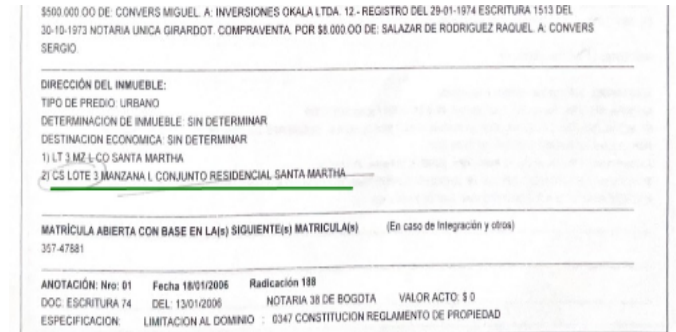 $500.000.00 DE: CONVERS MIGUEL. A: INVERSIONES OKALA LTDA. 12.- REGISTRO DEL 29-01-1974 ESCRITURA 1513 DEL
30-10-1973 NOTARIA UNICA GIRARDOT. COMPRAVENTA. POR $8.000.OO DE: SALAZAR DE RODRIGUEZ RAQUEL. A: CONVERS
SERGIO.
DIRECCIÓN DEL INMUEBLE:
TIPO DE PREDIO: URBANO
DETERMINACION DE INMUEBLE: SIN DETERMINAR
DESTINACION ECONOMICA: SIN DETERMINAR
1) LT 3 MZ L CO SANTA MARTHA
2) CS LOTE 3 MANZANA L CONJUNTO RESIDENCIAL SANTA MARTHA
MATRÍCULA ABIERTA CON BASE EN LA(s) SIGUIENTE(s) MATRICULA(s) (En caso de Integración y otros)
357-47681
ANOTACIÓN: Nro: 01 Fecha 18/01/2006 Radicación 188
DOC: ESCRITURA 74 DEL: 13/01/2006 NOTARIA 38 DE BOGOTA VALOR ACTO: $ 0
ESPECIFICACION: LIMITACION AL DOMINIO : 0347 CONSTITUCION REGLAMENTO DE PROPIEDAD